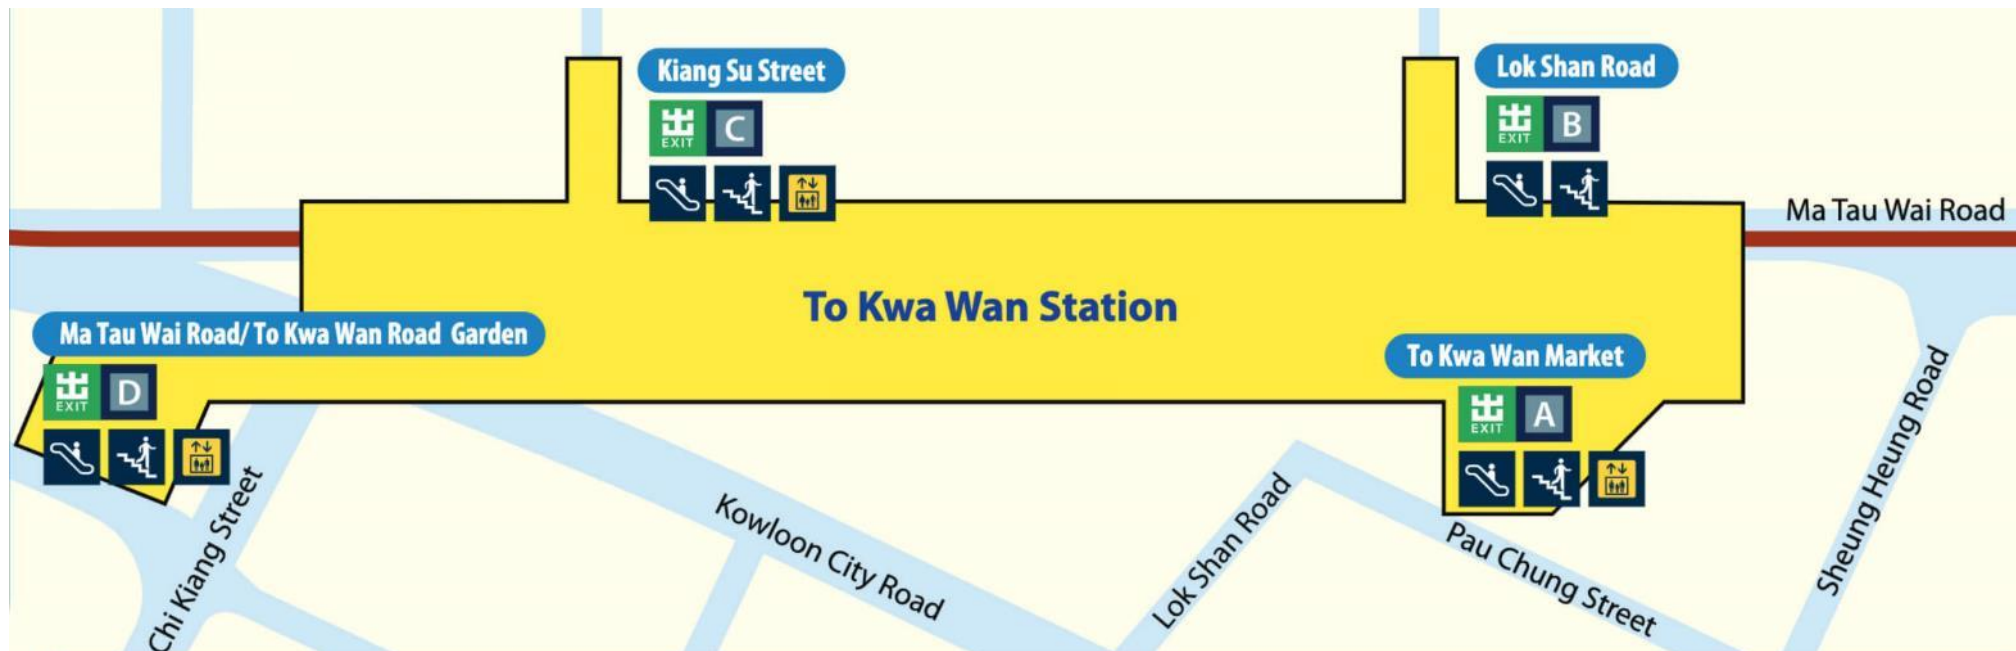 Kiang Su Street
出 EXIT C
Lok Shan Road
出 EXIT B
Ma Tau Wai Road
To Kwa Wan Station
Ma Tau Wai Road/ To Kwa Wan Road Garden
出 EXIT D
To Kwa Wan Market
出 EXIT A
Chi Kiang Street
Kowloon City Road
Lok Shan Road
Pau Chung Street
Sheung Heung Road